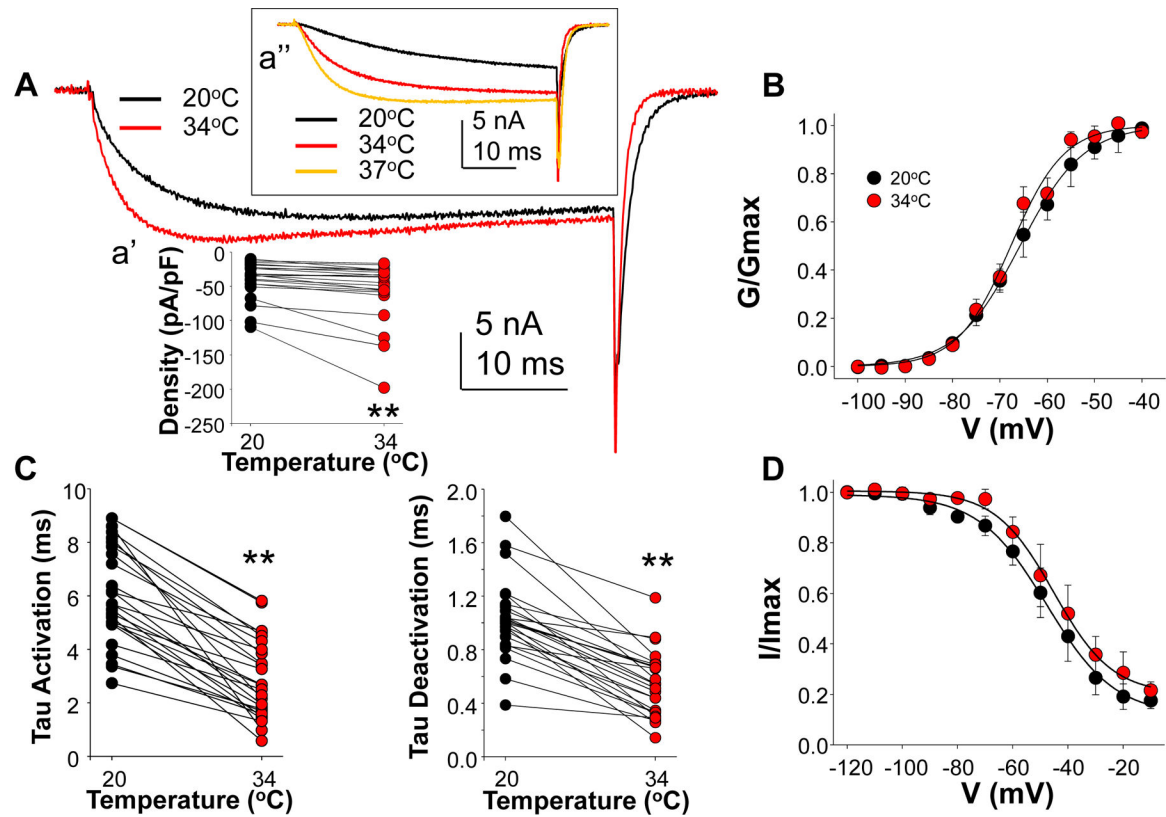 A
20°C
34°C
a'
a''
20°C
34°C
37°C
5 nA
10 ms
5 nA
10 ms
Density (pA/pF)
0
-50
-100
-150
-200
-250
**
20
34
Temperature (°C)
B
20°C
34°C
G/Gmax
1.0
0.8
0.6
0.4
0.2
0.0
-100 -90 -80 -70 -60 -50 -40
V (mV)
C
Tau Activation (ms)
10
8
6
4
2
0
**
20
34
Temperature (°C)
Tau Deactivation (ms)
2.0
1.6
1.2
0.8
0.4
0.0
**
20
34
Temperature (°C)
D
I/Imax
1.0
0.8
0.6
0.4
0.2
0.0
-120 -100 -80 -60 -40 -20
V (mV)